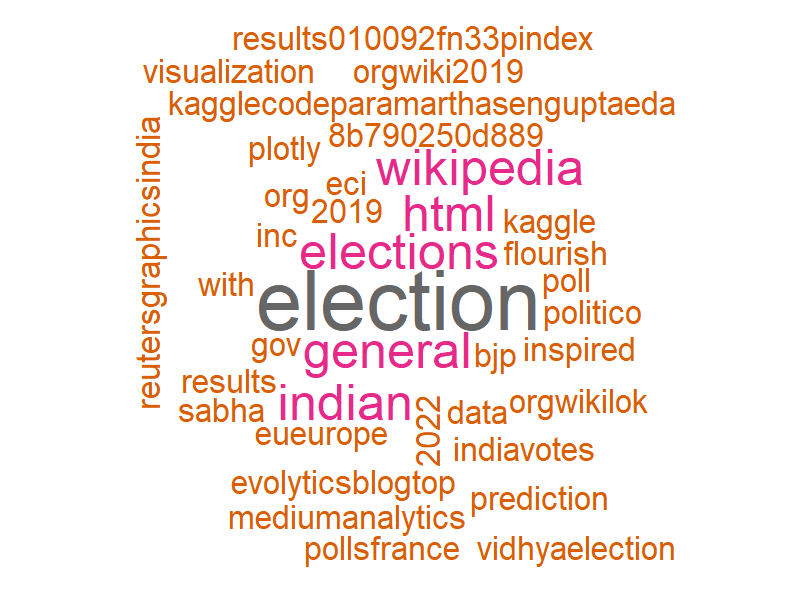 results010092fn33pindex
visualization orgwiki2019
kagglecodeparamarthasenguptaeda
8b790250d889
plotly
wikipedia
eci
org
2019
html
kaggle
inc
elections
flourish
reutersgraphicsindia
with
election
poll
politico
gov
general
bjp
inspired
results
indian
sabha
2022
data
orgwikilok
eueurope
indiavotes
evolyticsblogtop
prediction
mediumanalytics
pollsfrance
vidhyaelection